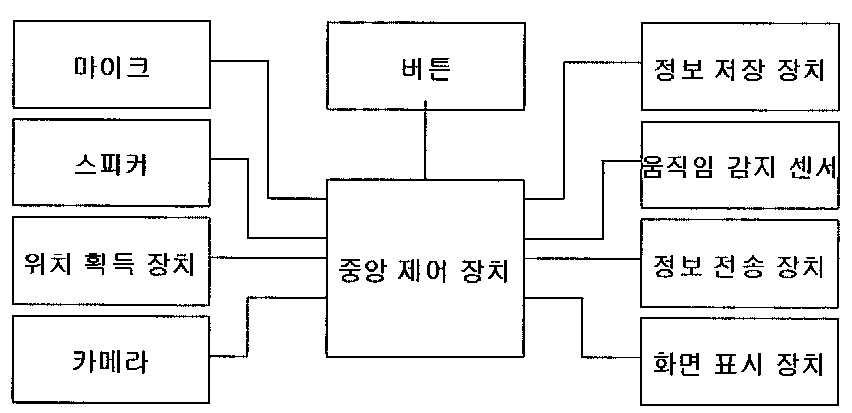 마이크
버튼
정보 저장 장치
스피커
움직임 감지 센서
위치 획득 장치
중앙 제어 장치
정보 전송 장치
카메라
화면 표시 장치